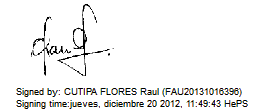 Signed by: CUTIPA FLORES Raul (FAU20131016396)
Signing time:jueves, diciembre 20 2012, 11:49:43 HePS